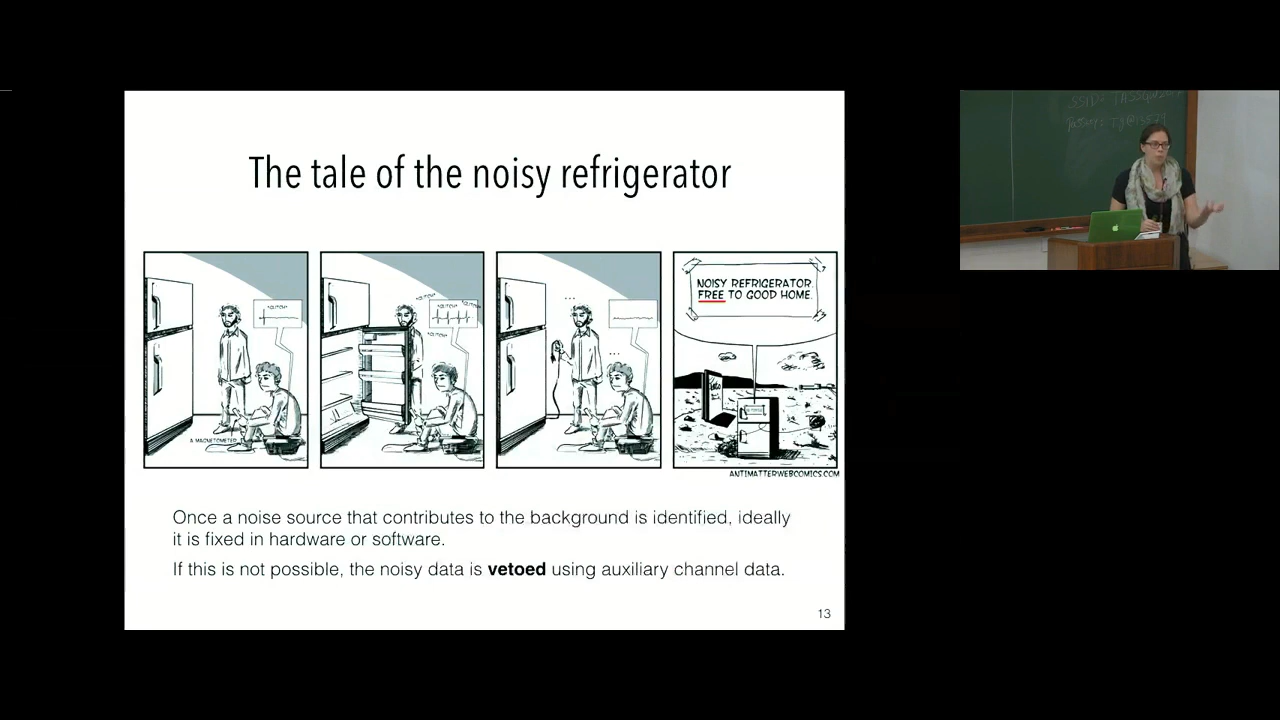 The tale of the noisy refrigerator
*GLITCH*
A MAGNETOMETER
*GLITCH*
*GLITCH*
*GLITCH*
...
...
NOISY REFRIGERATOR.
FREE TO GOOD HOME.
ANTIMATTERWEBCOMICS.COM
Once a noise source that contributes to the background is identified, ideally
it is fixed in hardware or software.
If this is not possible, the noisy data is vetoed using auxiliary channel data.
13
SSID: